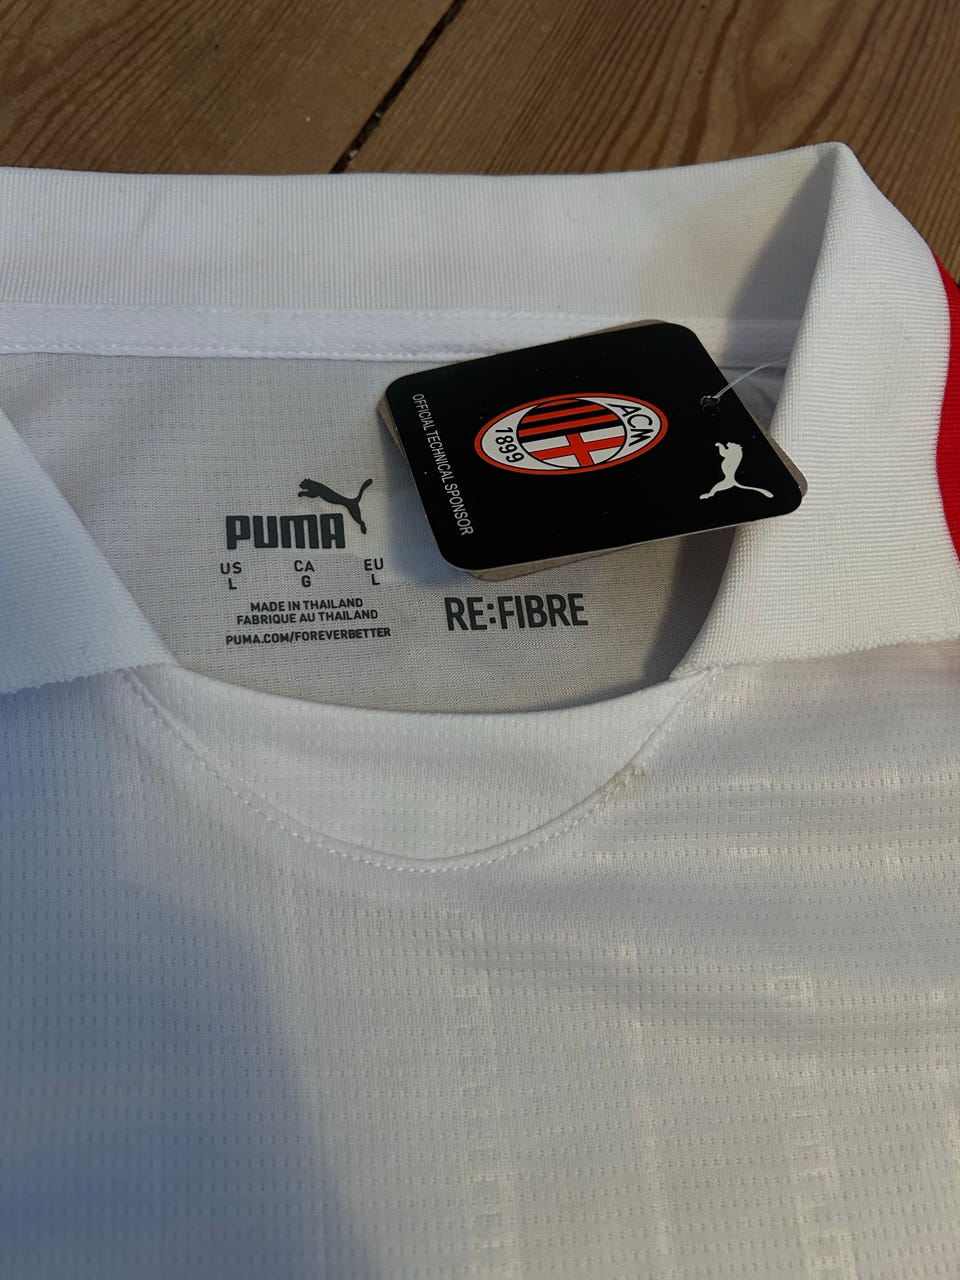 OFFICIAL TECHNICAL SPONSOR
ACM
1899
PUMA
US CA EU
L G L
MADE IN THAILAND
FABRIQUE AU THAILAND
PUMA.COM/FOREVERBETTER
RE:FIBRE